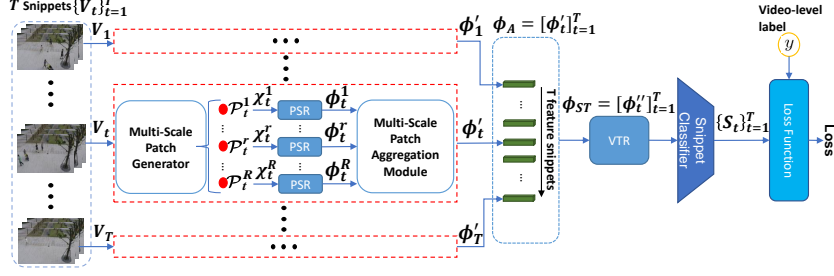 T Snippets{V_t}_{t=1}^T
V_1
ϕ'_1
ϕ_A = [ϕ'_t]_{t=1}^T
Video-level
label
y
V_t
Multi-Scale
Patch
Generator
P_t^1 χ_t^1 PSR ϕ_t^1
P_t^r χ_t^r PSR ϕ_t^r
P_t^R χ_t^R PSR ϕ_t^R
Multi-Scale
Patch
Aggregation
Module
ϕ'_t
T feature snippets
ϕ_ST = [ϕ''_t]_{t=1}^T
VTR
Snippet
Classifier
{S_t}_{t=1}^T
Loss Function
Loss
V_T
ϕ'_T